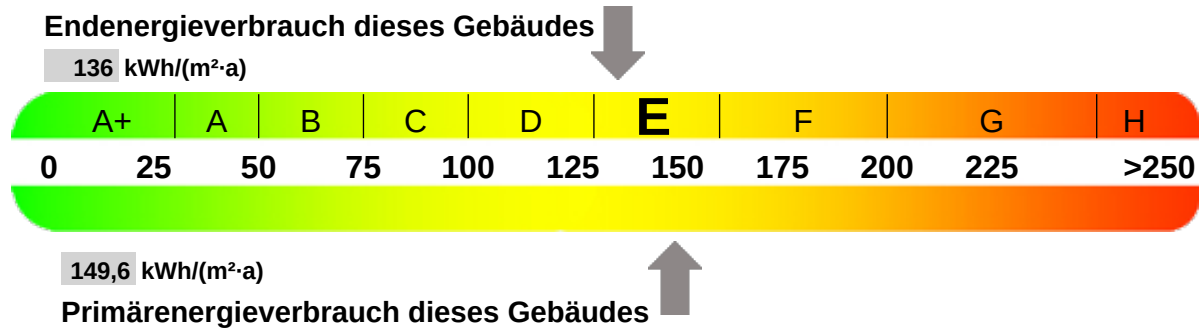 Endenergieverbrauch dieses Gebäudes
136 kWh/(m²·a)
A+ A B C D E F G H
0 25 50 75 100 125 150 175 200 225 >250
149,6 kWh/(m²·a)
Primärenergieverbrauch dieses Gebäudes